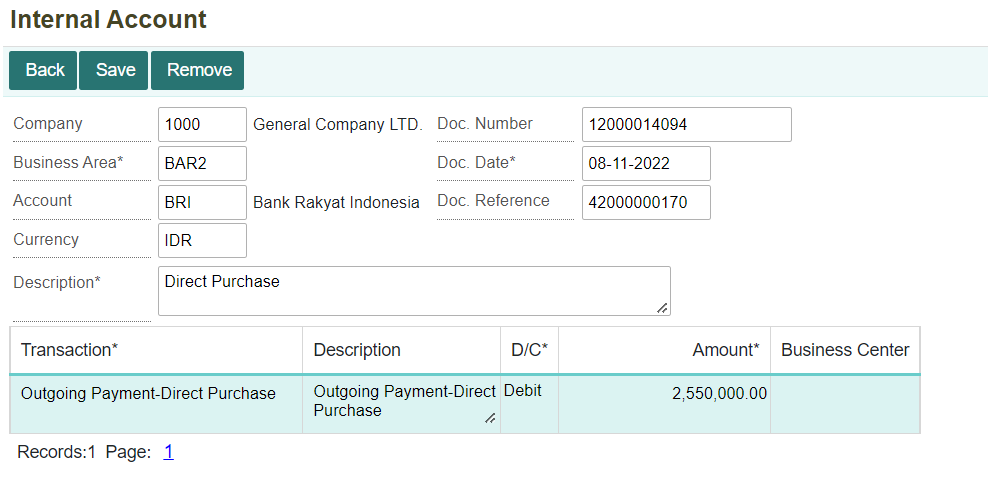 Internal Account
Back Save Remove
Company 1000 General Company LTD. Doc. Number 12000014094
Business Area* BAR2 Doc. Date* 08-11-2022
Account BRI Bank Rakyat Indonesia Doc. Reference 42000000170
Currency IDR
Description* Direct Purchase
Transaction* Description D/C* Amount* Business Center
Outgoing Payment-Direct Purchase Outgoing Payment-Direct Debit 2,550,000.00
Purchase
Records:1 Page: 1